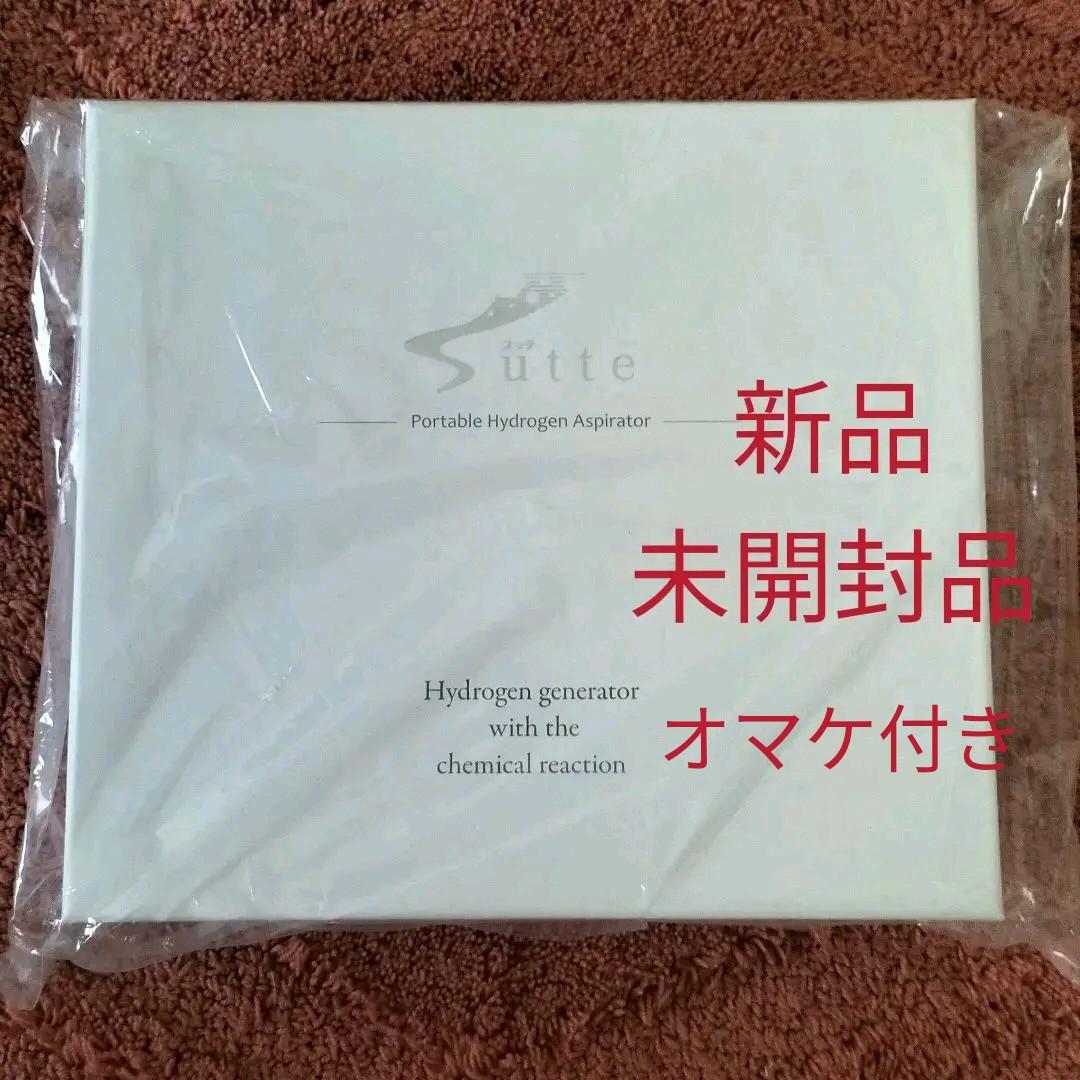 スッテ
Sutte
Portable Hydrogen Aspirator
新品
未開封品
Hydrogen generator
with the
chemical reaction
オマケ付き